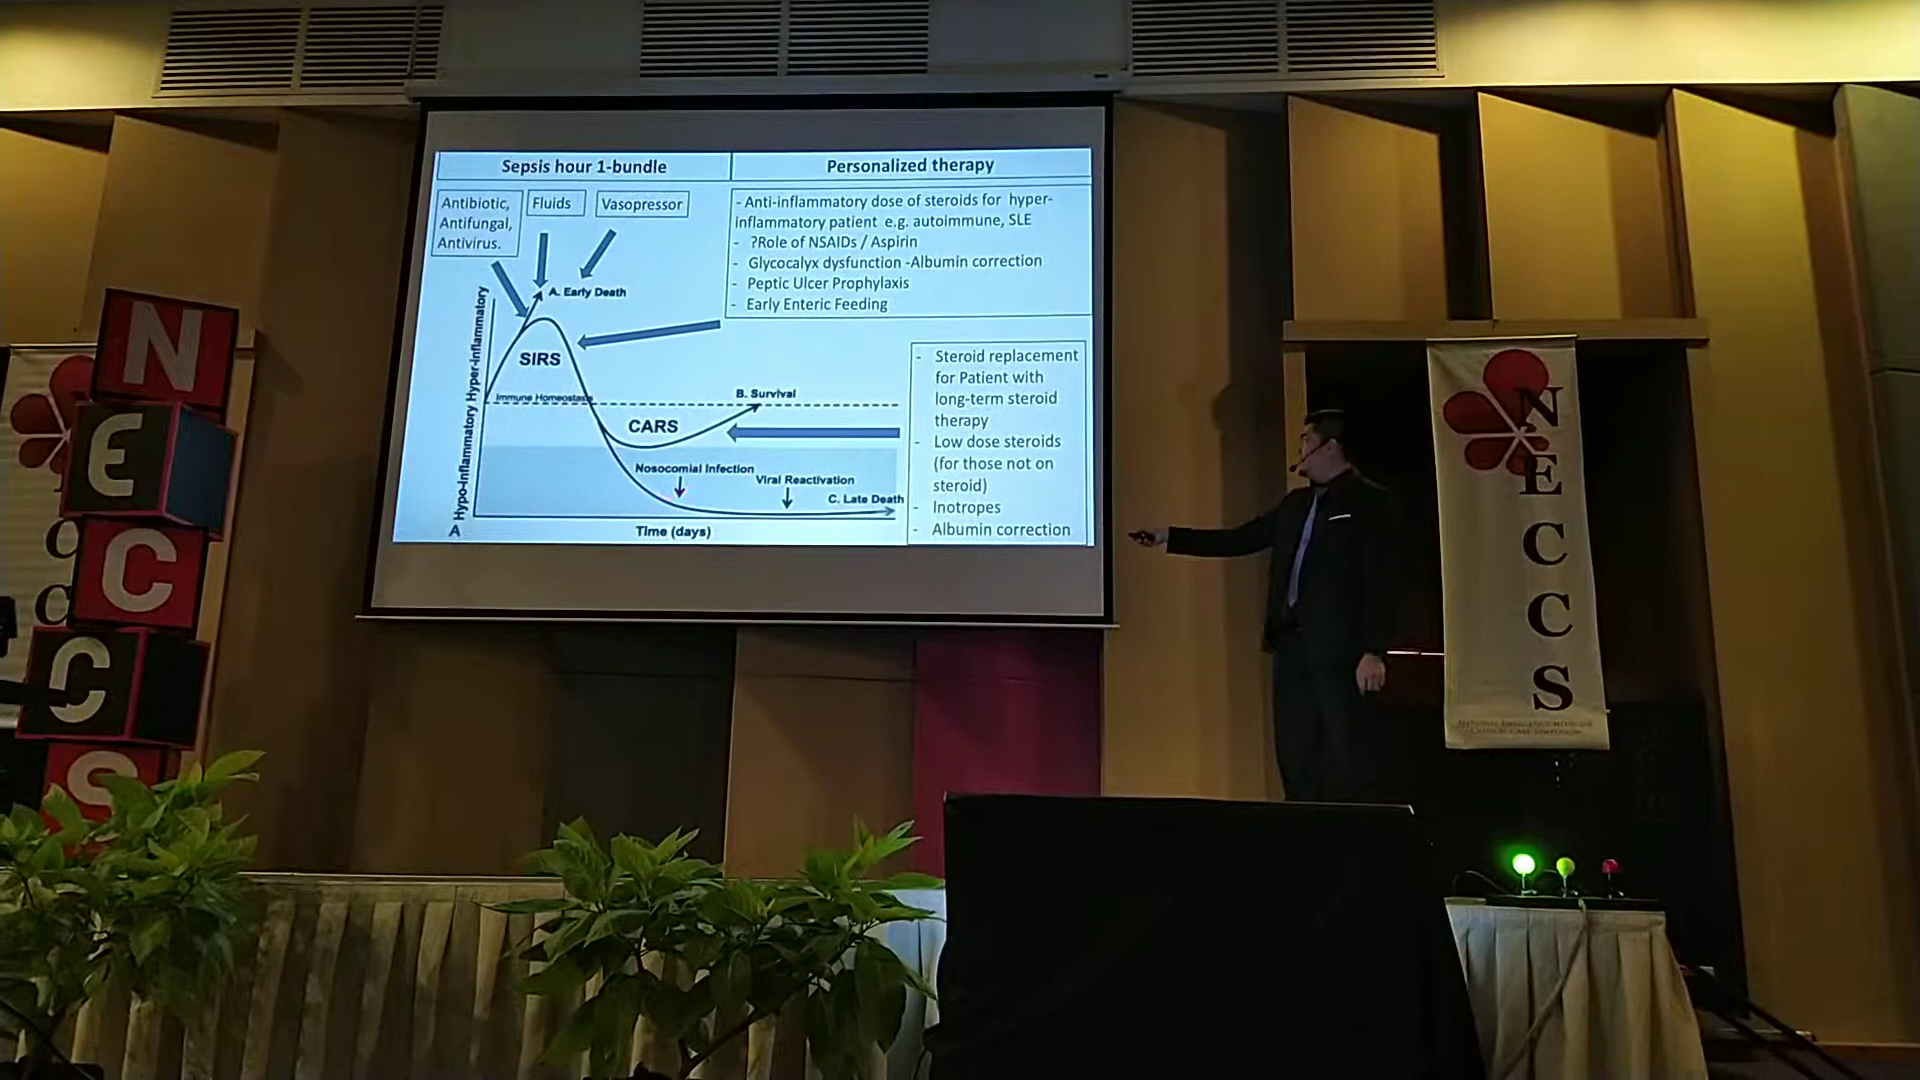 Sepsis hour 1-bundle
Personalized therapy
Antibiotic,
Antifungal,
Antivirus.
Fluids
Vasopressor
- Anti-inflammatory dose of steroids for hyper-
inflammatory patient e.g. autoimmune, SLE
- ?Role of NSAIDs / Aspirin
- Glycocalyx dysfunction -Albumin correction
- Peptic Ulcer Prophylaxis
- Early Enteric Feeding
A. Early Death
SIRS
Immune Homeostasis
Hypo-Inflammatory Hyper-Inflammatory
CARS
B. Survival
Nosocomial Infection
Viral Reactivation
C. Late Death
A
Time (days)
- Steroid replacement
for Patient with
long-term steroid
therapy
- Low dose steroids
(for those not on
steroid)
- Inotropes
- Albumin correction
N
E
C
C
S
C
C
N
E
C
C
S